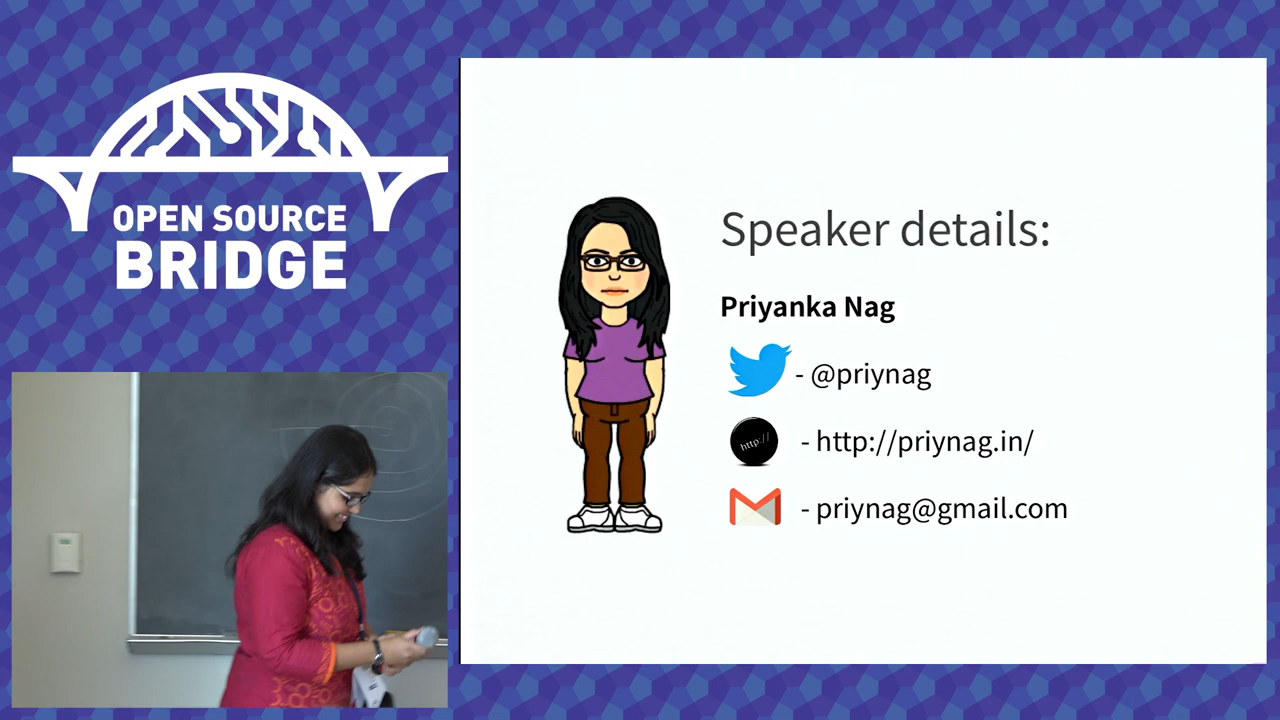 OPEN SOURCE
BRIDGE
Speaker details:
Priyanka Nag
- @priynag
http://
- http://priynag.in/
- priynag@gmail.com